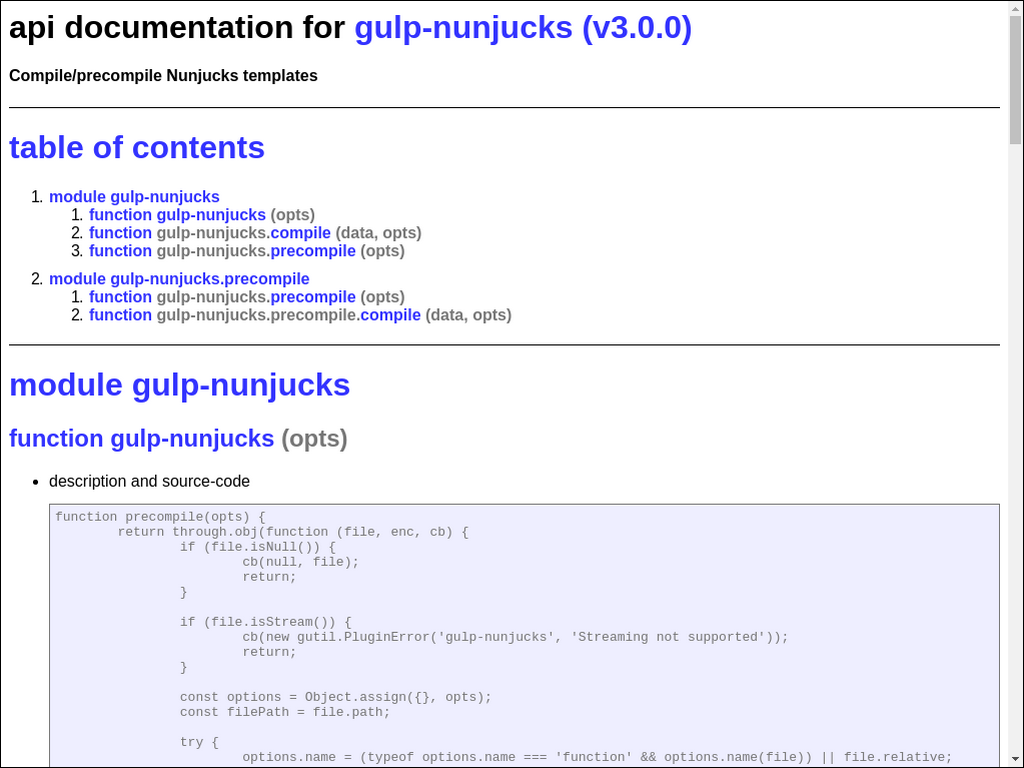 api documentation for gulp-nunjucks (v3.0.0)
Compile/precompile Nunjucks templates
table of contents
1. module gulp-nunjucks
1. function gulp-nunjucks (opts)
2. function gulp-nunjucks.compile (data, opts)
3. function gulp-nunjucks.precompile (opts)
2. module gulp-nunjucks.precompile
1. function gulp-nunjucks.precompile (opts)
2. function gulp-nunjucks.precompile.compile (data, opts)
module gulp-nunjucks
function gulp-nunjucks (opts)
• description and source-code
function precompile(opts) {
return through.obj(function (file, enc, cb) {
if (file.isNull()) {
cb(null, file);
return;
}
if (file.isStream()) {
cb(new gutil.PluginError('gulp-nunjucks', 'Streaming not supported'));
return;
}
const options = Object.assign({}, opts);
const filePath = file.path;
try {
options.name = (typeof options.name === 'function' && options.name(file)) || file.relative;